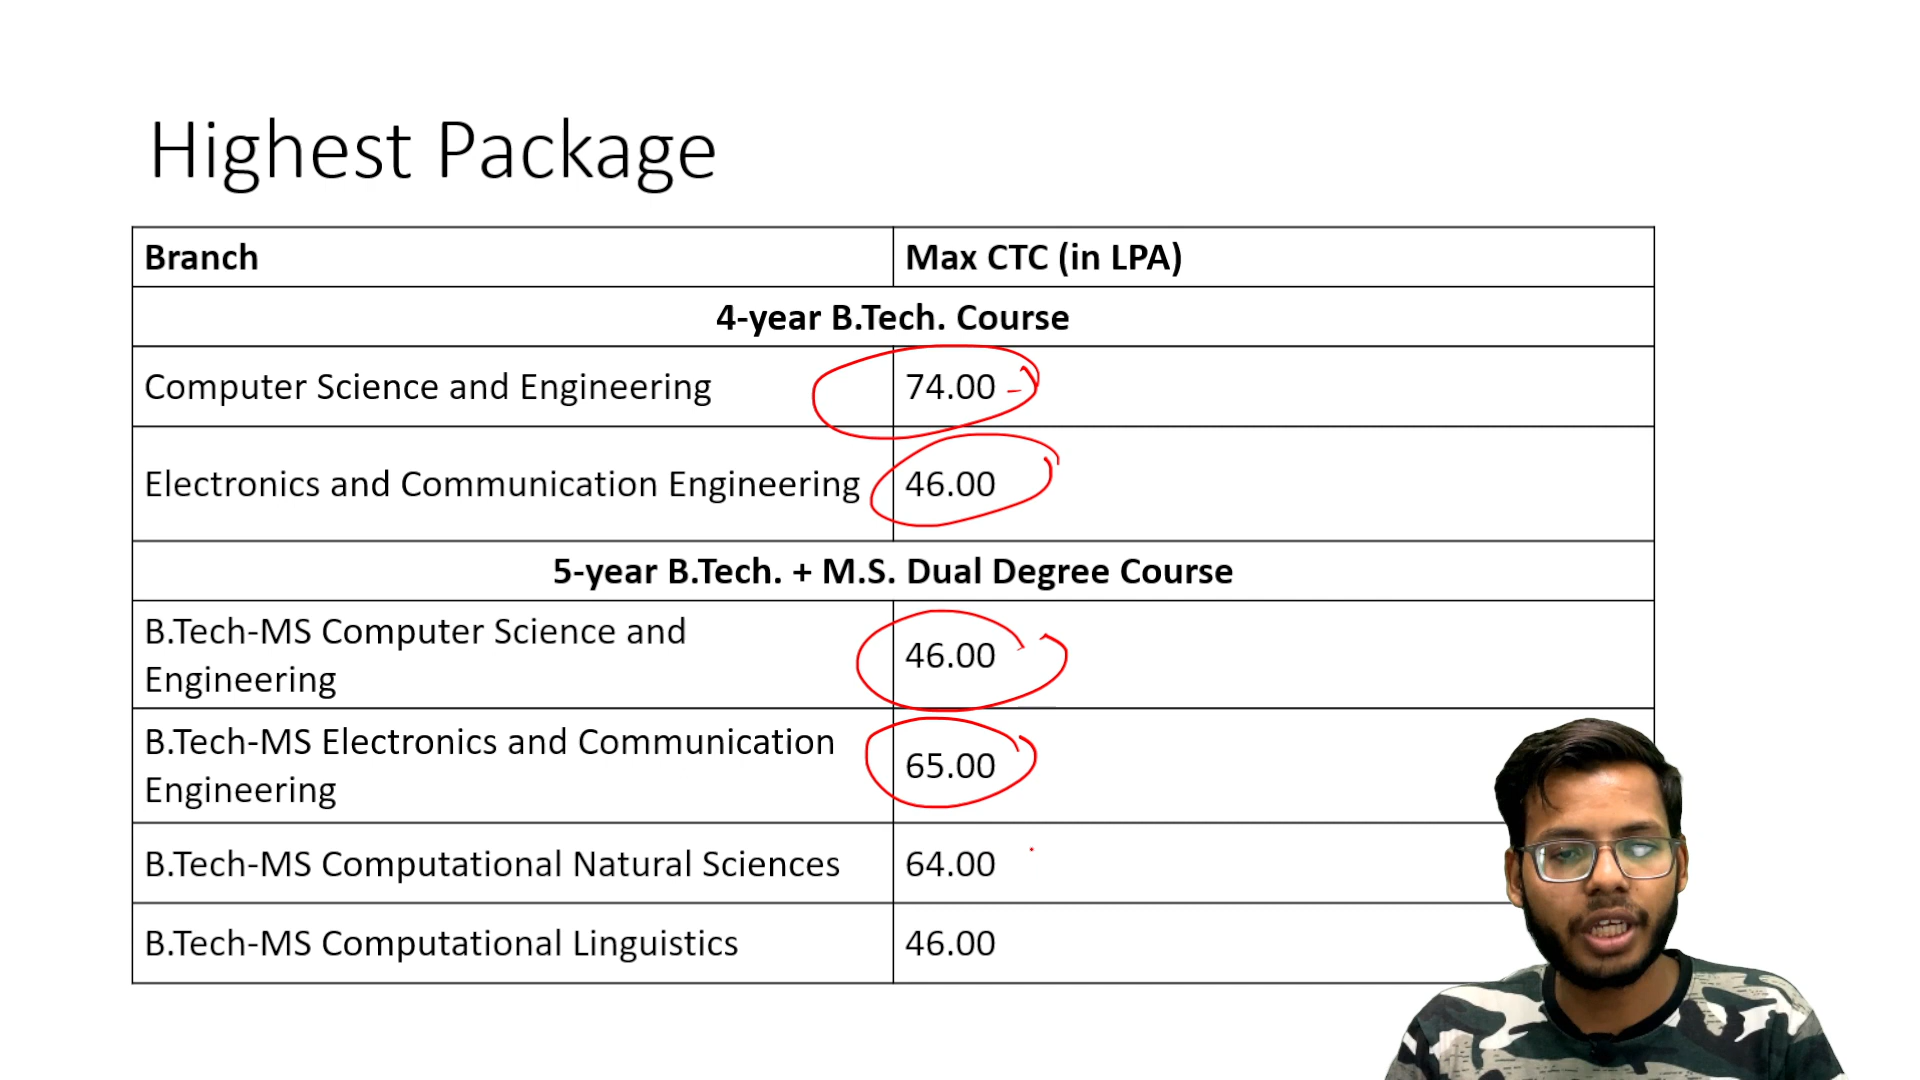 Highest Package
Branch
Max CTC (in LPA)
4-year B.Tech. Course
Computer Science and Engineering
74.00
Electronics and Communication Engineering
46.00
5-year B.Tech. + M.S. Dual Degree Course
B.Tech-MS Computer Science and
Engineering
46.00
B.Tech-MS Electronics and Communication
Engineering
65.00
B.Tech-MS Computational Natural Sciences
64.00
B.Tech-MS Computational Linguistics
46.00